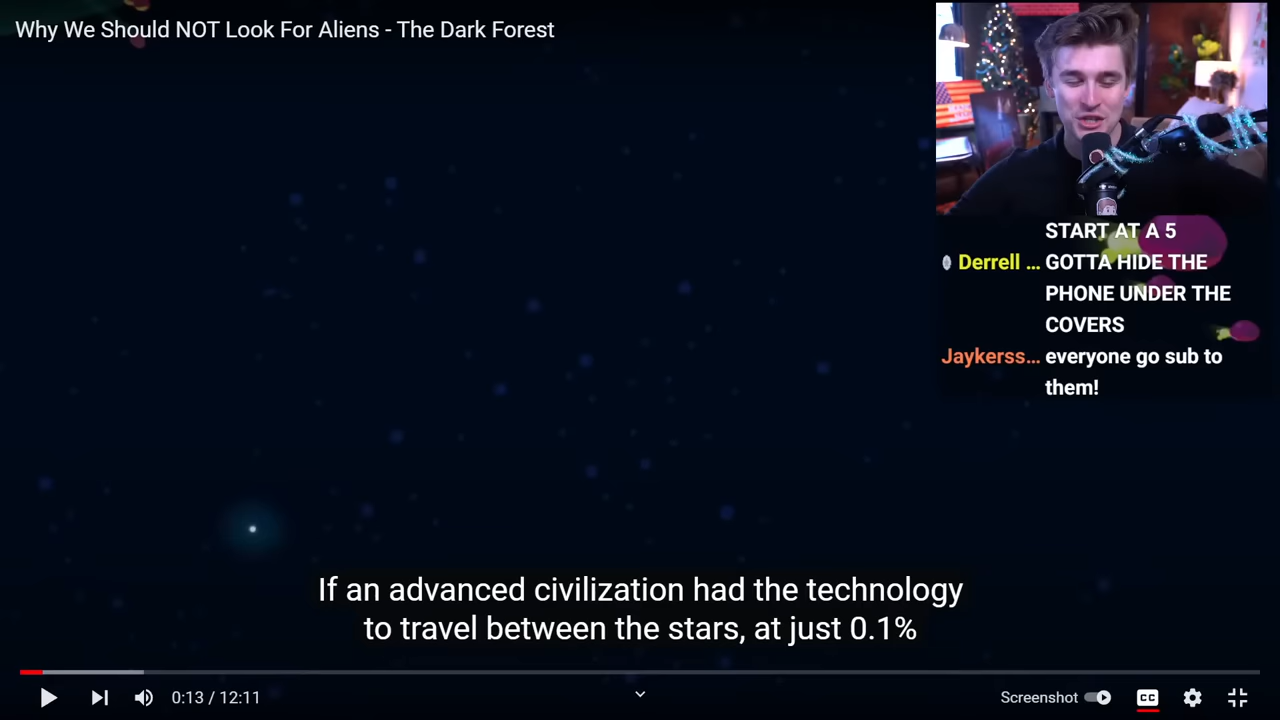 Why We Should NOT Look For Aliens - The Dark Forest
START AT A 5
Derrell ... GOTTA HIDE THE
PHONE UNDER THE
COVERS
Jaykerss... everyone go sub to
them!
If an advanced civilization had the technology
to travel between the stars, at just 0.1%
0:13 / 12:11
Screenshot
CC